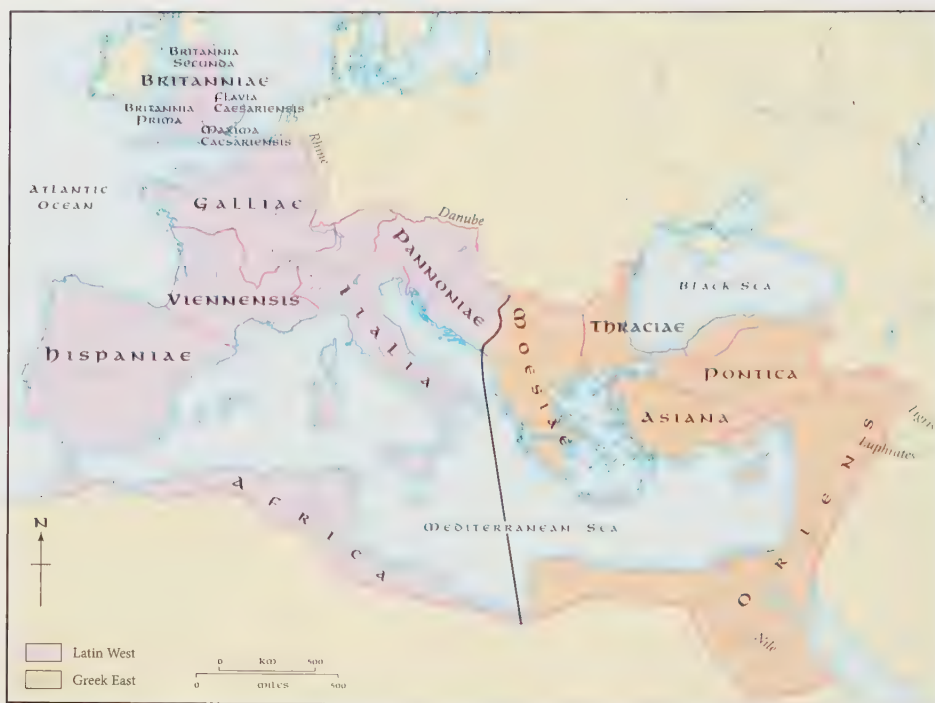 Britannia
Secunda
Britanniae
Flavia
Caesariensis
Britannia
Prima
Maxima
Caesariensis
Rhine
Atlantic
Ocean
Galliae
Danube
Pannoniae
Black Sea
Viennensis
Italia
Moesiae
Thraciae
Hispaniae
Pontica
Asiana
Tigris
Euphrates
Oriens
Africa
N
Mediterranean Sea
Nile
Latin West
Greek East
0 km 500
0 miles 500